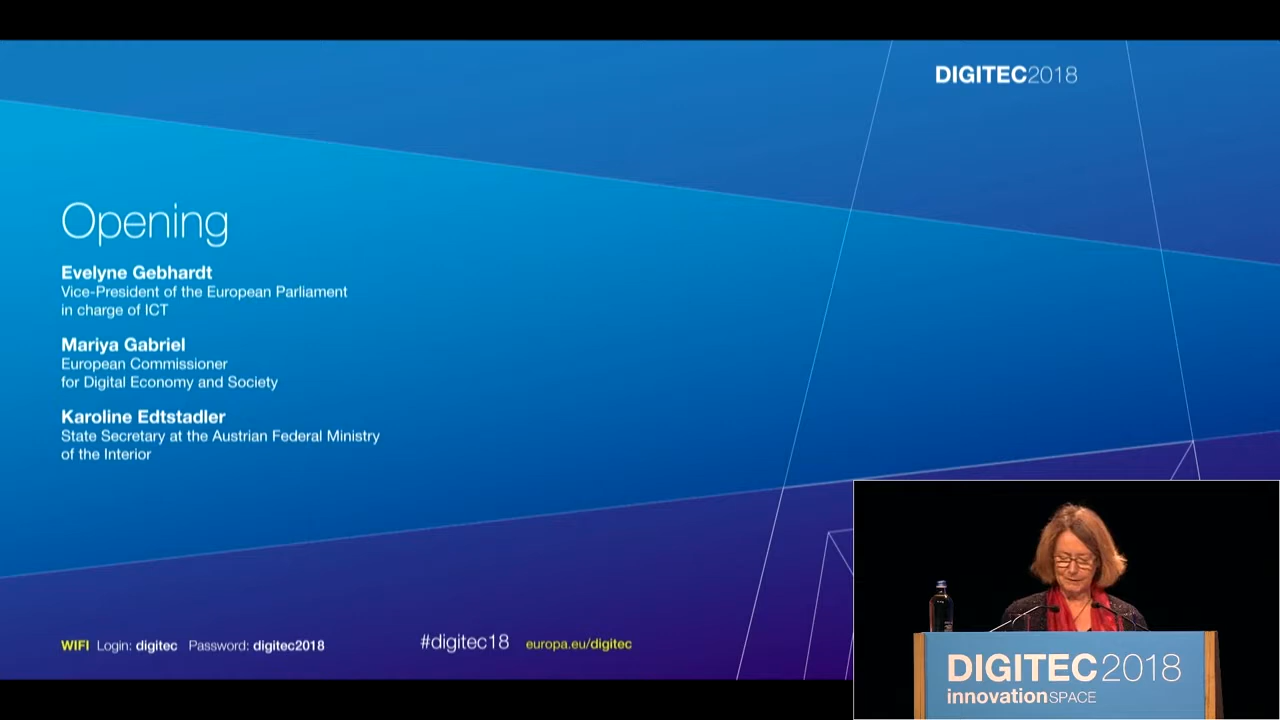 DIGITEC2018
Opening
Evelyne Gebhardt
Vice-President of the European Parliament
in charge of ICT
Mariya Gabriel
European Commissioner
for Digital Economy and Society
Karoline Edtstadler
State Secretary at the Austrian Federal Ministry
of the Interior
WIFI Login: digitec Password: digitec2018
#digitec18 europa.eu/digitec
DIGITEC2018
innovationSPACE